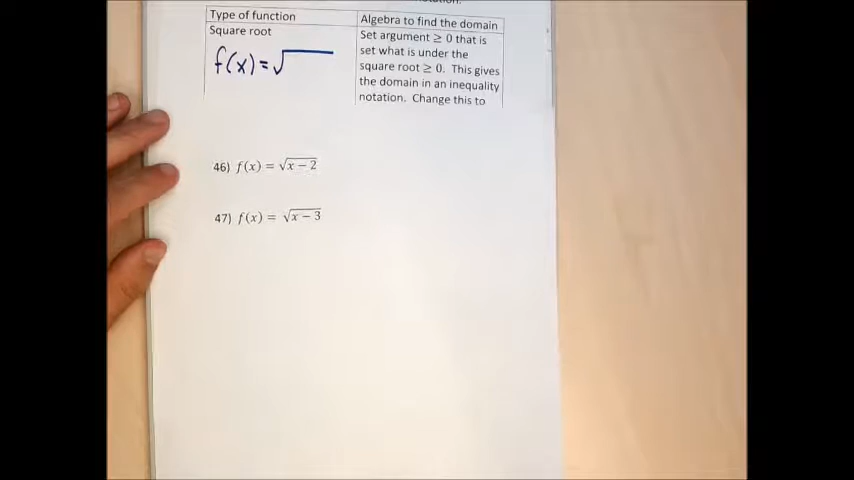 Type of function
Algebra to find the domain
Square root
f(x) = √
Set argument ≥ 0 that is
set what is under the
square root ≥ 0. This gives
the domain in an inequality
notation. Change this to
46) f(x) = √x − 2
47) f(x) = √x − 3